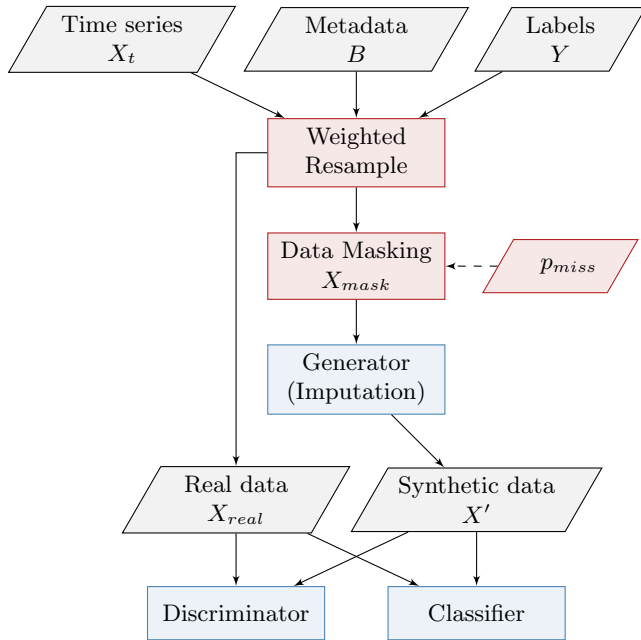 Time series
X_t
Metadata
B
Labels
Y
Weighted
Resample
Data Masking
X_mask
p_miss
Generator
(Imputation)
Real data
X_real
Synthetic data
X′
Discriminator
Classifier